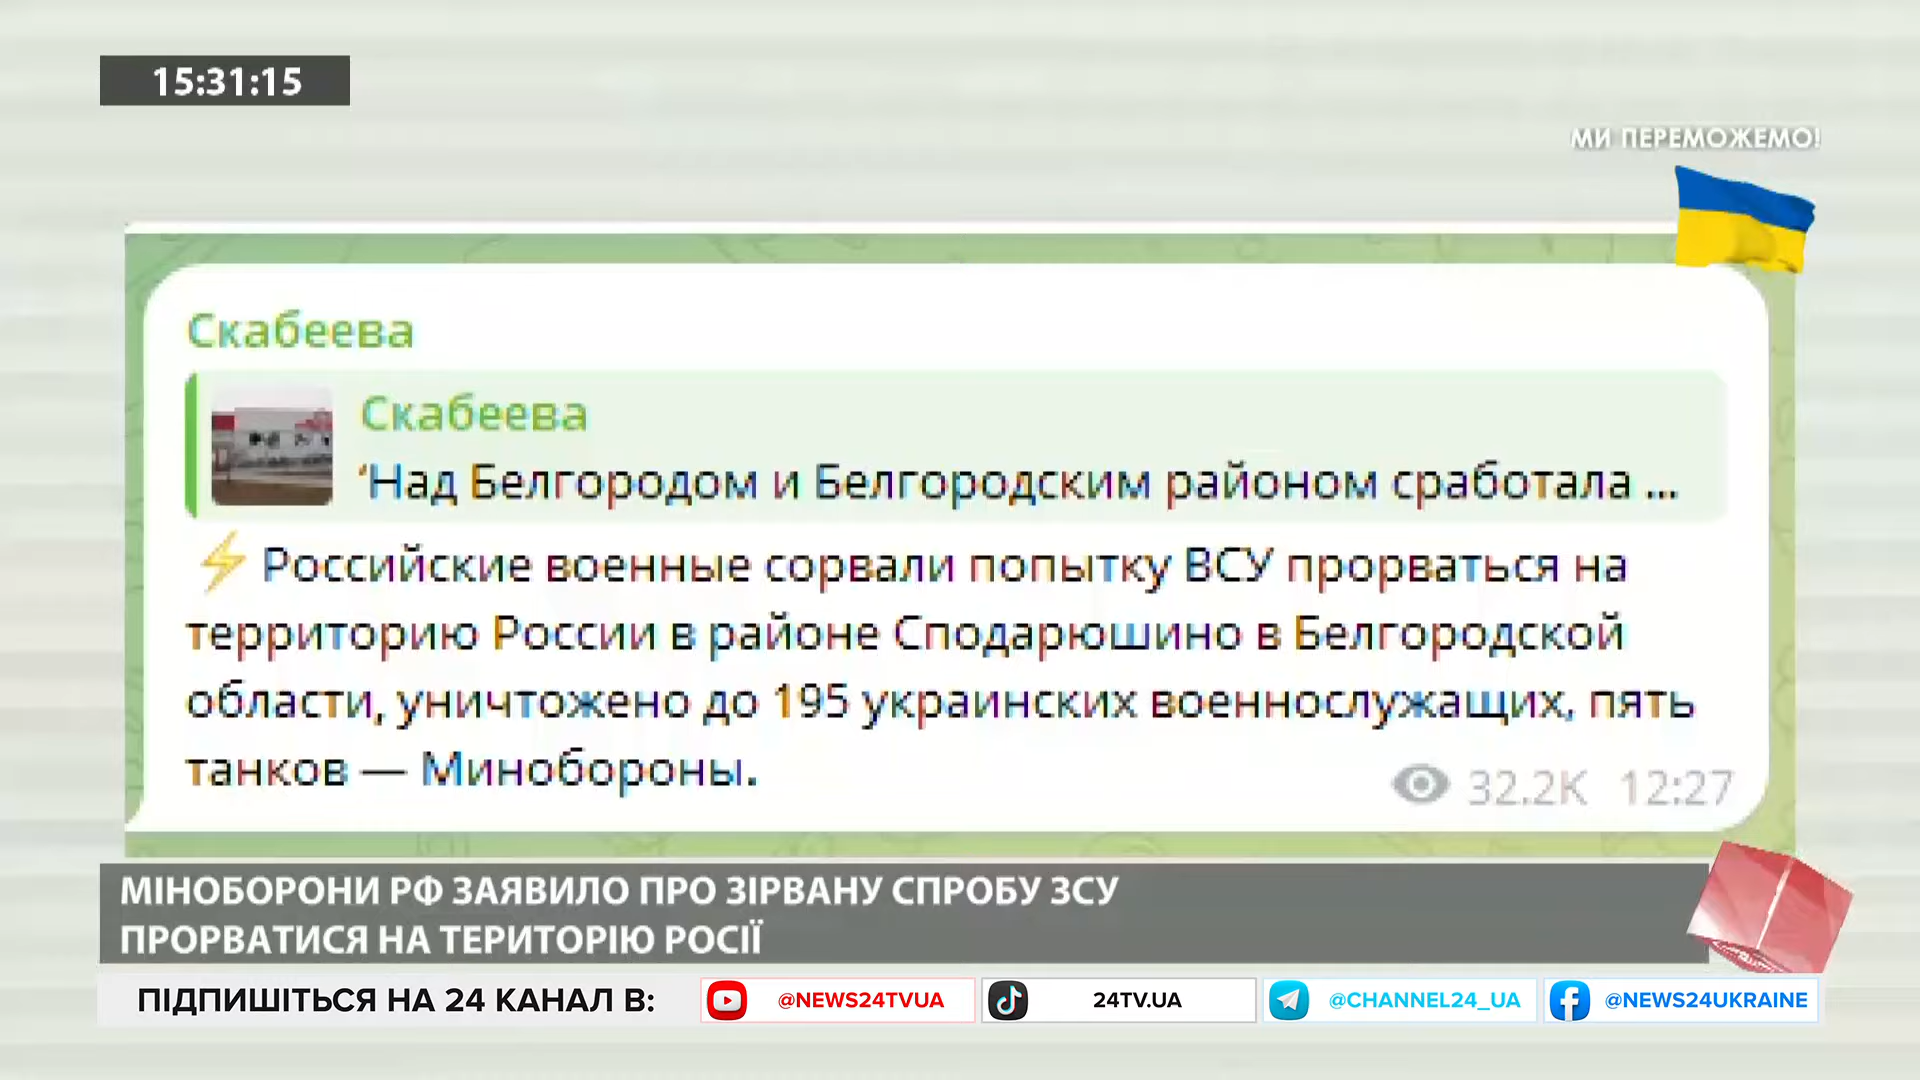 15:31:15
МИ ПЕРЕМОЖЕМО!
Скабеева
Скабеева
‘Над Белгородом и Белгородским районом сработала ...
⚡ Российские военные сорвали попытку ВСУ прорваться на
территорию России в районе Сподарюшино в Белгородской
области, уничтожено до 195 украинских военнослужащих, пять
танков — Минобороны.
32.2K 12:27
МІНОБОРОНИ РФ ЗАЯВИЛО ПРО ЗІРВАНУ СПРОБУ ЗСУ
ПРОРВАТИСЯ НА ТЕРИТОРІЮ РОСІЇ
ПІДПИШІТЬСЯ НА 24 КАНАЛ В: @NEWS24TVUA 24TV.UA @CHANNEL24_UA @NEWS24UKRAINE